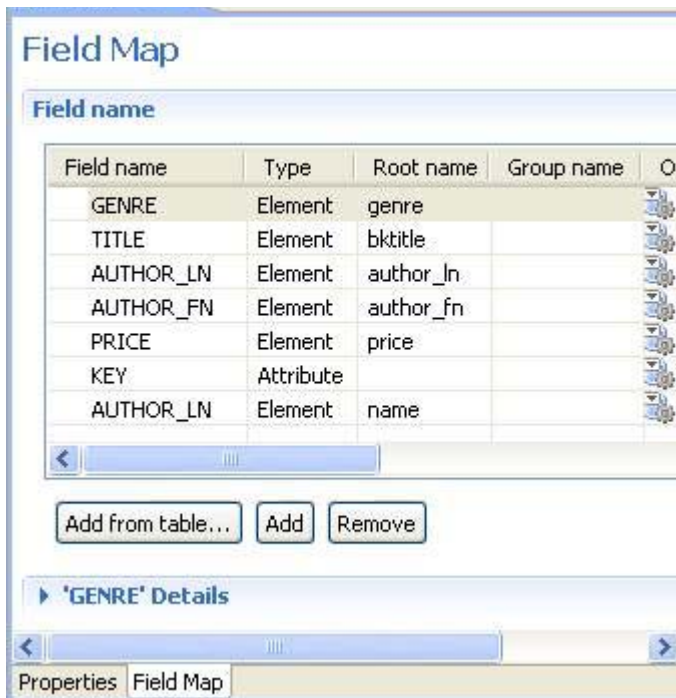 Field Map
Field name
Field name Type Root name Group name O
GENRE Element genre
TITLE Element bktitle
AUTHOR_LN Element author_ln
AUTHOR_FN Element author_fn
PRICE Element price
KEY Attribute
AUTHOR_LN Element name
Add from table... Add Remove
'GENRE' Details
Properties Field Map